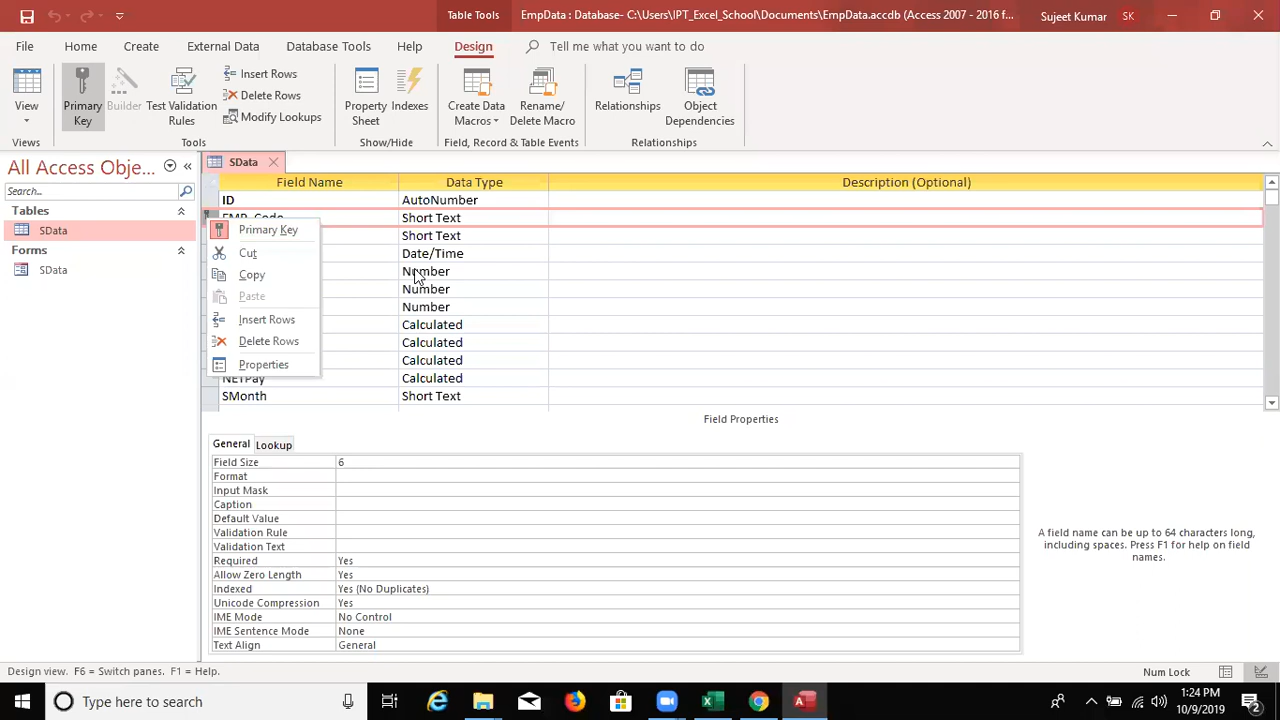 Table Tools
EmpData : Database- C:\Users\IPT_Excel_School\Documents\EmpData.accdb (Access 2007 - 2016 f...
Sujeet Kumar
SK
File
Home
Create
External Data
Database Tools
Help
Design
Tell me what you want to do
View
Primary Key
Builder
Test Validation Rules
Insert Rows
Delete Rows
Modify Lookups
Property Sheet
Indexes
Create Data Macros
Rename/ Delete Macro
Relationships
Object Dependencies
Views
Tools
Show/Hide
Field, Record & Table Events
Relationships
All Access Obje...
Search...
Tables
SData
Forms
SData
SData
Field Name
Data Type
Description (Optional)
ID
AutoNumber
EMP_Code
Short Text
Short Text
Date/Time
Number
Number
Number
Calculated
Calculated
Calculated
NETPay
Calculated
SMonth
Short Text
Primary Key
Cut
Copy
Paste
Insert Rows
Delete Rows
Properties
Field Properties
General
Lookup
Field Size
6
Format
Input Mask
Caption
Default Value
Validation Rule
Validation Text
Required
Yes
Allow Zero Length
Yes
Indexed
Yes (No Duplicates)
Unicode Compression
Yes
IME Mode
No Control
IME Sentence Mode
None
Text Align
General
A field name can be up to 64 characters long,
including spaces. Press F1 for help on field
names.
Design view. F6 = Switch panes. F1 = Help.
Num Lock
Type here to search
1:24 PM
10/9/2019
2